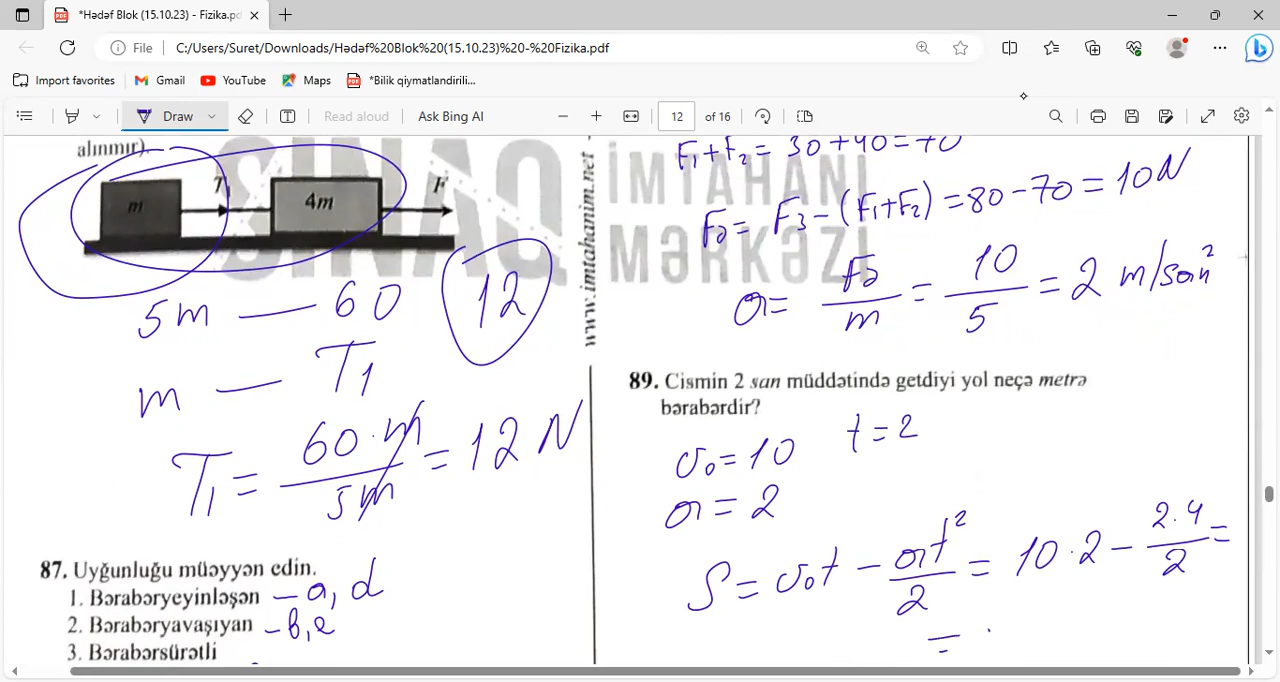 *Hədəf Blok (15.10.23) - Fizika.pdf
File C:/Users/Suret/Downloads/Hədəf%20Blok%20(15.10.23)%20-%20Fizika.pdf
Import favorites Gmail YouTube Maps *Bilik qiymətləndirili...
Draw Read aloud Ask Bing AI 12 of 16
alınmır).
m T₁ 4m F
5m — 60
12
m — T₁
T₁ = 60·m / 5m = 12 N
87. Uyğunluğu müəyyən edin.
1. Bərabəryeyinləşən – a, d
2. Bərabəryavaşıyan – b, e
3. Bərabərsürətli
SINAQ İMTAHANI MƏRKƏZİ
www.imtahanim.net
F₁+F₂ = 30+40=70
F₀ = F₃ – (F₁+F₂) = 80–70 = 10N
a = F₀ / m = 10 / 5 = 2 m/san²
89. Cismin 2 san müddətində getdiyi yol neçə metrə
bərabərdir?
υ₀ = 10 t = 2
a = 2
S = υ₀t – at² / 2 = 10·2 – 2·4 / 2 =
=